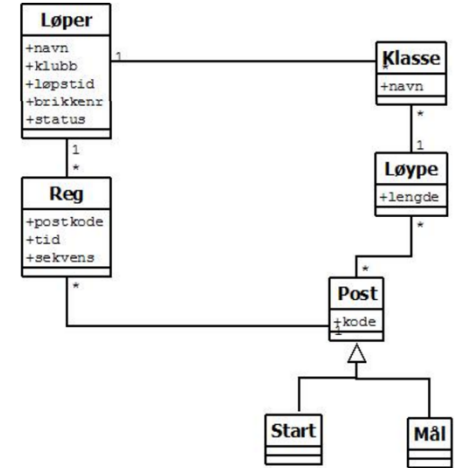 Løper
+navn
+klubb
+løpstid
+brikkenr
+status
1
*
Klasse
+navn
*
1
Løype
+lengde
*
*
1
*
Reg
+postkode
+tid
+sekvens
*
Post
+kode
1
Start
Mål